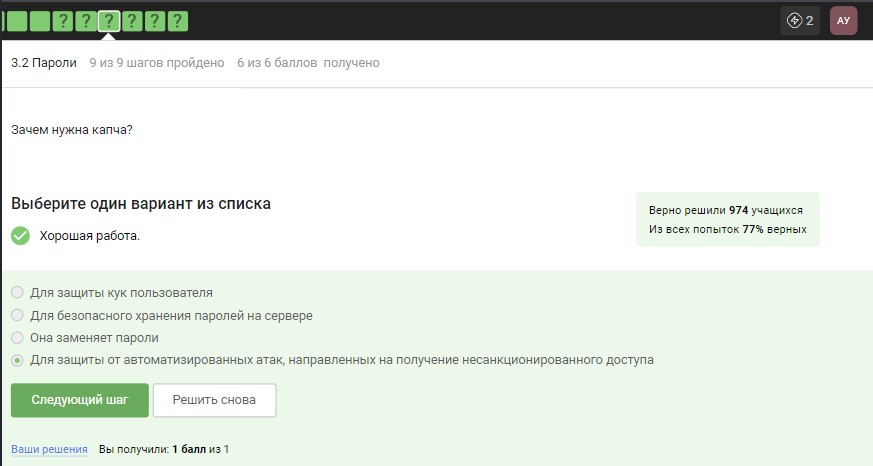 ? ? ? ? ? ?
2 АУ
3.2 Пароли 9 из 9 шагов пройдено 6 из 6 баллов получено
Зачем нужна капча?
Выберите один вариант из списка
Хорошая работа.
Верно решили 974 учащихся
Из всех попыток 77% верных
Для защиты кук пользователя
Для безопасного хранения паролей на сервере
Она заменяет пароли
Для защиты от автоматизированных атак, направленных на получение несанкционированного доступа
Следующий шаг Решить снова
Ваши решения Вы получили: 1 балл из 1